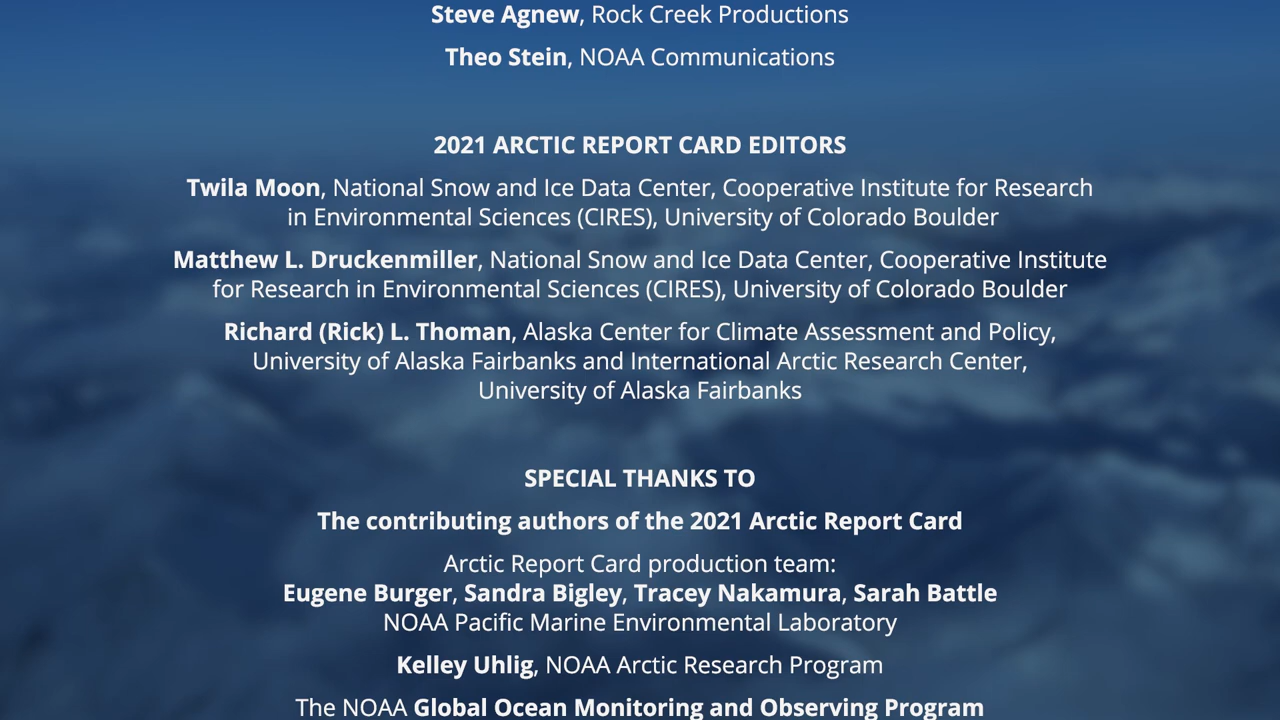 Steve Agnew, Rock Creek Productions
Theo Stein, NOAA Communications
2021 ARCTIC REPORT CARD EDITORS
Twila Moon, National Snow and Ice Data Center, Cooperative Institute for Research
in Environmental Sciences (CIRES), University of Colorado Boulder
Matthew L. Druckenmiller, National Snow and Ice Data Center, Cooperative Institute
for Research in Environmental Sciences (CIRES), University of Colorado Boulder
Richard (Rick) L. Thoman, Alaska Center for Climate Assessment and Policy,
University of Alaska Fairbanks and International Arctic Research Center,
University of Alaska Fairbanks
SPECIAL THANKS TO
The contributing authors of the 2021 Arctic Report Card
Arctic Report Card production team:
Eugene Burger, Sandra Bigley, Tracey Nakamura, Sarah Battle
NOAA Pacific Marine Environmental Laboratory
Kelley Uhlig, NOAA Arctic Research Program
The NOAA Global Ocean Monitoring and Observing Program